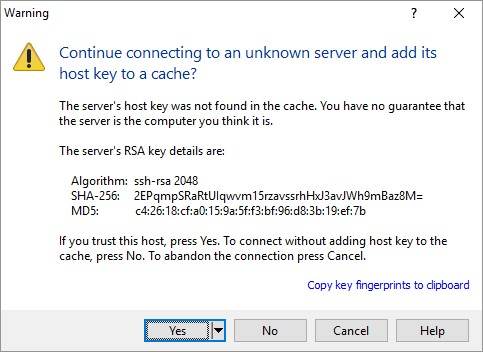 Warning
?
Continue connecting to an unknown server and add its
host key to a cache?
The server's host key was not found in the cache. You have no guarantee that
the server is the computer you think it is.
The server's RSA key details are:
Algorithm: ssh-rsa 2048
SHA-256: 2EPqmpSRaRtUlqwvm15rzavssrhHxJ3avJWh9mBaz8M=
MD5: c4:26:18:cf:a0:15:9a:5f:f3:bf:96:d8:3b:19:ef:7b
If you trust this host, press Yes. To connect without adding host key to the
cache, press No. To abandon the connection press Cancel.
Copy key fingerprints to clipboard
Yes No Cancel Help